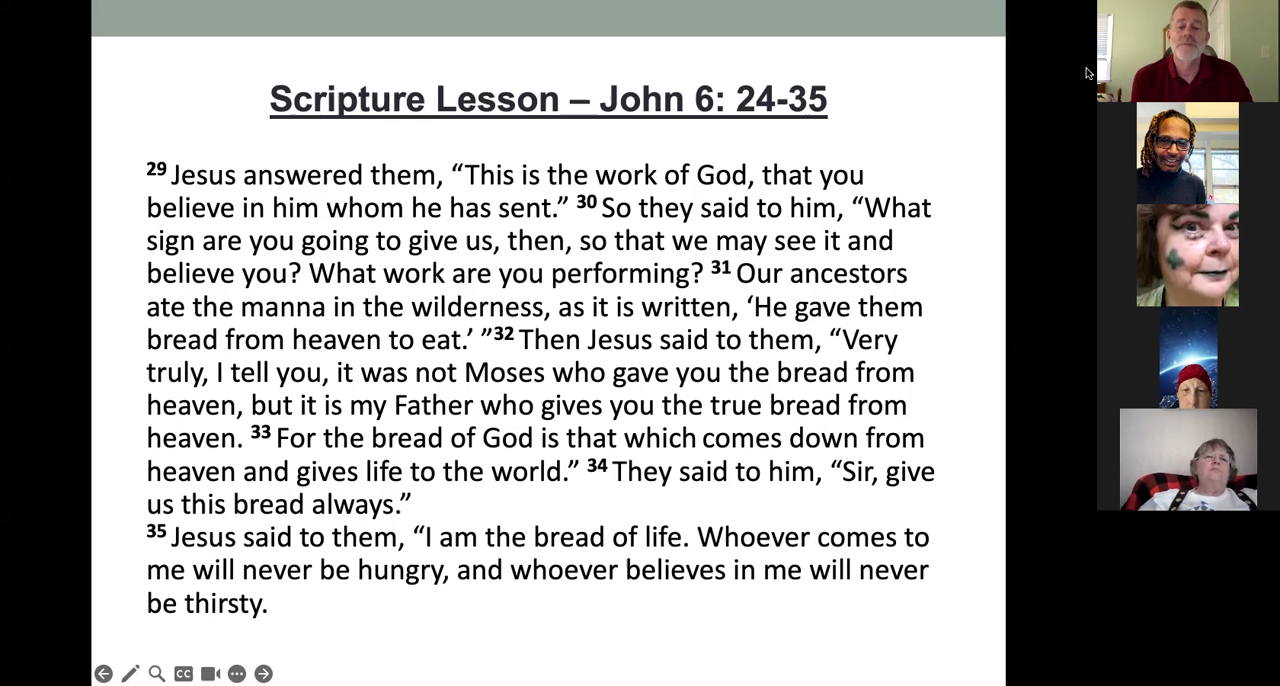 Scripture Lesson – John 6: 24-35
29 Jesus answered them, “This is the work of God, that you
believe in him whom he has sent.” 30 So they said to him, “What
sign are you going to give us, then, so that we may see it and
believe you? What work are you performing? 31 Our ancestors
ate the manna in the wilderness, as it is written, ‘He gave them
bread from heaven to eat.’ ”32 Then Jesus said to them, “Very
truly, I tell you, it was not Moses who gave you the bread from
heaven, but it is my Father who gives you the true bread from
heaven. 33 For the bread of God is that which comes down from
heaven and gives life to the world.” 34 They said to him, “Sir, give
us this bread always.”
35 Jesus said to them, “I am the bread of life. Whoever comes to
me will never be hungry, and whoever believes in me will never
be thirsty.
CC